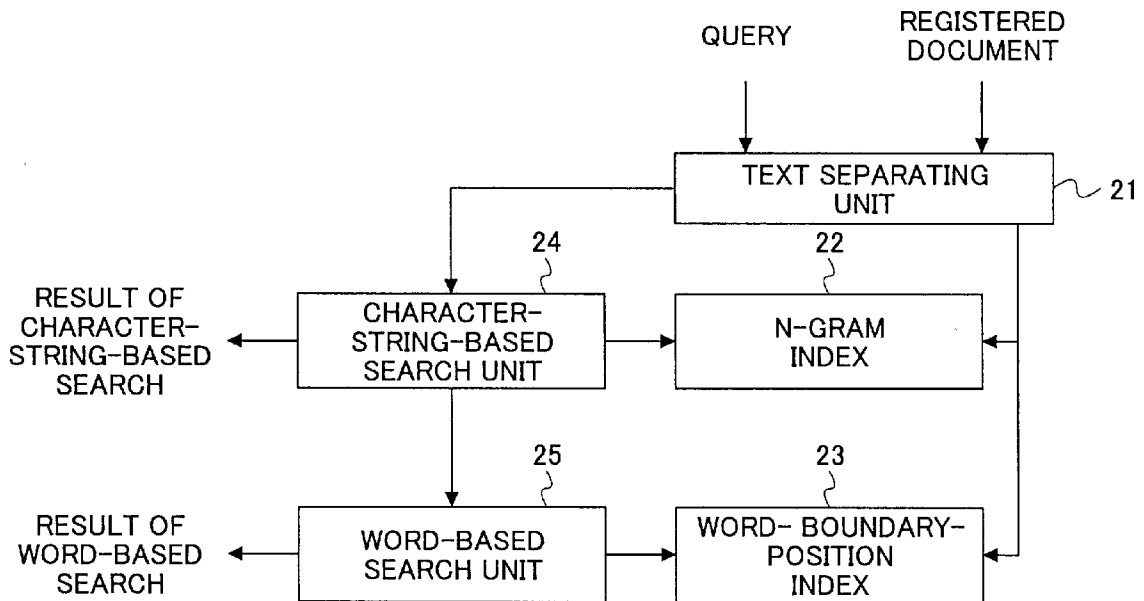 QUERY
REGISTERED
DOCUMENT
TEXT SEPARATING
UNIT
21
24
22
RESULT OF
CHARACTER-
STRING-BASED
SEARCH
CHARACTER-
STRING-BASED
SEARCH UNIT
N-GRAM
INDEX
25
23
RESULT OF
WORD-BASED
SEARCH
WORD-BASED
SEARCH UNIT
WORD- BOUNDARY-
POSITION
INDEX